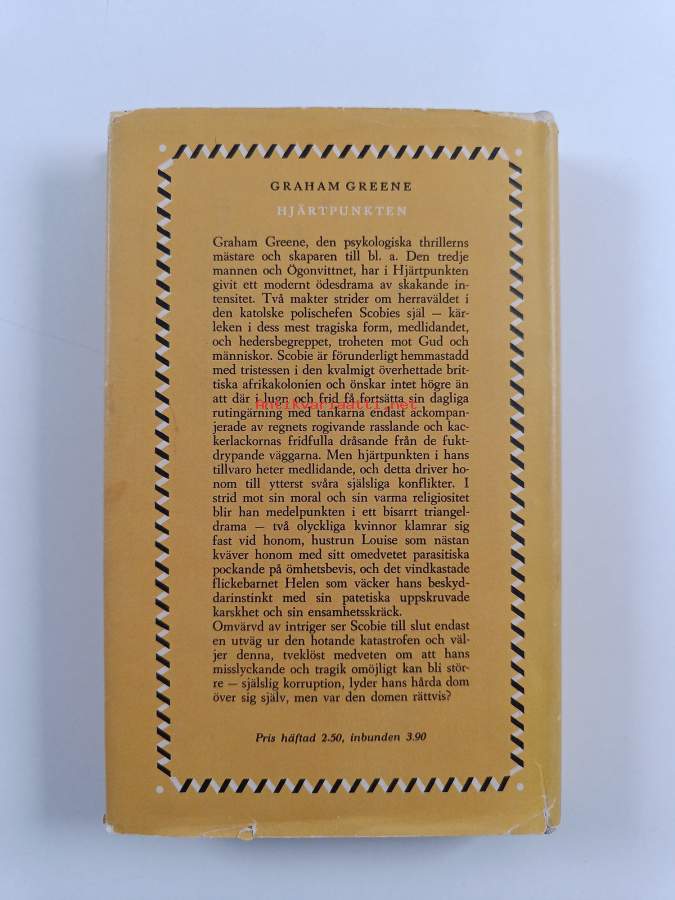 GRAHAM GREENE
HJÄRTPUNKTEN
Graham Greene, den psykologiska thrillerns
mästare och skaparen till bl. a. Den tredje
mannen och Ögonvittnet, har i Hjärtpunkten
givit ett modernt ödesdrama av skakande in-
tensitet. Två makter strider om herraväldet i
den katolske polischefen Scobies själ — kär-
leken i dess mest tragiska form, medlidandet,
och hedersbegreppet, troheten mot Gud och
människor. Scobie är förunderligt hemmastadd
med tristessen i den kvalmigt överhettade brit-
tiska afrikakolonien och önskar intet högre än
att där i lugn och frid få fortsätta sin dagliga
rutingärning med tankarna endast ackompan-
jerade av regnets rogivande rasslande och kac-
kerlackornas fridfulla dråsande från de fukt-
drypande väggarna. Men hjärtpunkten i hans
tillvaro heter medlidande, och detta driver ho-
nom till ytterst svåra själsliga konflikter. I
strid mot sin moral och sin varma religiositet
blir han medelpunkten i ett bisarrt triangel-
drama — två olyckliga kvinnor klamrar sig
fast vid honom, hustrun Louise som nästan
kväver honom med sitt omedvetet parasitiska
pockande på ömhetsbevis, och det vindkastade
flickebarnet Helen som väcker hans beskyd-
darinstinkt med sin patetiska uppskruvade
karskhet och sin ensamhetsskräck.
Omvärvd av intriger ser Scobie till slut endast
en utväg ur den hotande katastrofen och väl-
jer denna, tveklöst medveten om att hans
misslyckande och tragik omöjligt kan bli stör-
re — själslig korruption, lyder hans hårda dom
över sig själv, men var den domen rättvis?
Pris häftad 2.50, inbunden 3.90
Antikvariaatti.net